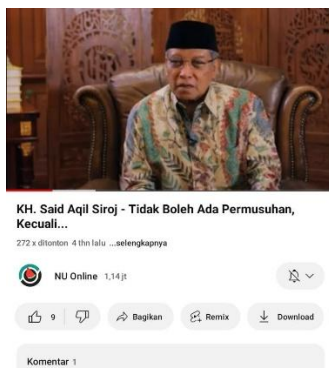 KH. Said Aqil Siroj - Tidak Boleh Ada Permusuhan,
Kecuali...
272 x ditonton 4 thn lalu ...selengkapnya
NU Online 1,14 jt
9 Bagikan Remix Download
Komentar 1